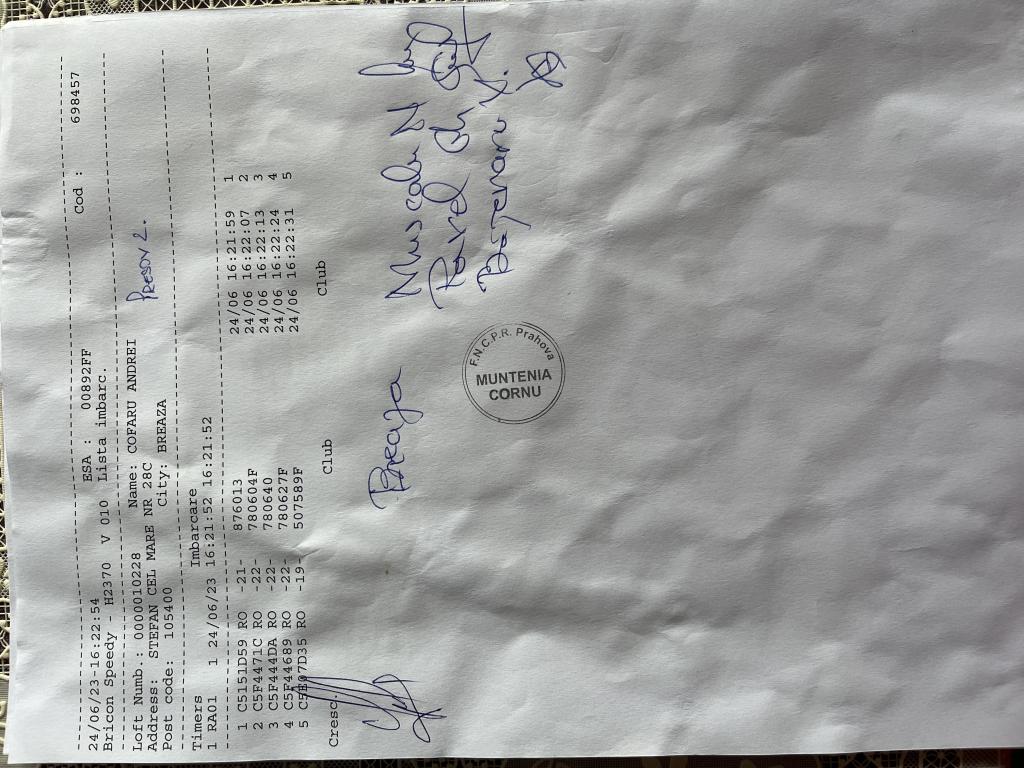 24/06/23-16:22:54 ESA : 00892FF Cod : 698457
Bricon Speedy - H2370 V 010 Lista imbarc.
Loft Numb.: 0000010228 Name: COFARU ANDREI
Address: STEFAN CEL MARE NR 28C
Post code: 105400 City: BREAZA
Presov 2.
Timers Imbarcare
1 RA01 1 24/06/23 16:21:52 16:21:52
1 C5151D59 RO -21- 876013 24/06 16:21:59 1
2 C5F4471C RO -22- 780604F 24/06 16:22:07 2
3 C5F444DA RO -22- 780640 24/06 16:22:13 3
4 C5F44689 RO -22- 780627F 24/06 16:22:24 4
5 C5E07D35 RO -19- 507589F 24/06 16:22:31 5
Cresc. Club Club
Breaza
Muscalu N
Pavel
F.N.C.P.R. Prahova
MUNTENIA
CORNU